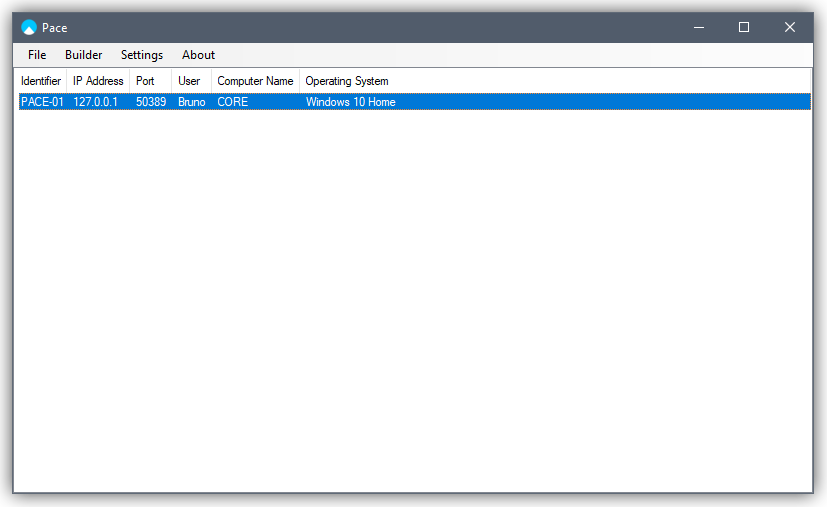 Pace
File Builder Settings About
Identifier IP Address Port User Computer Name Operating System
PACE-01 127.0.0.1 50389 Bruno CORE Windows 10 Home